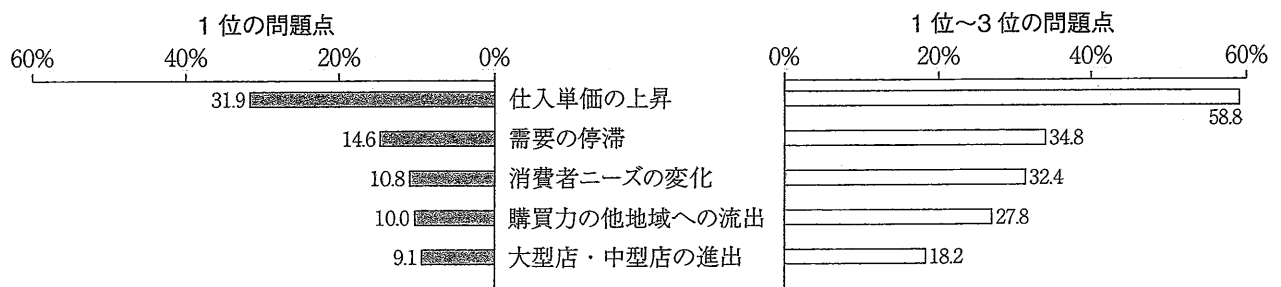 1位の問題点
1位～3位の問題点
60% 40% 20% 0%
0% 20% 40% 60%
31.9 仕入単価の上昇 58.8
14.6 需要の停滞 34.8
10.8 消費者ニーズの変化 32.4
10.0 購買力の他地域への流出 27.8
9.1 大型店・中型店の進出 18.2